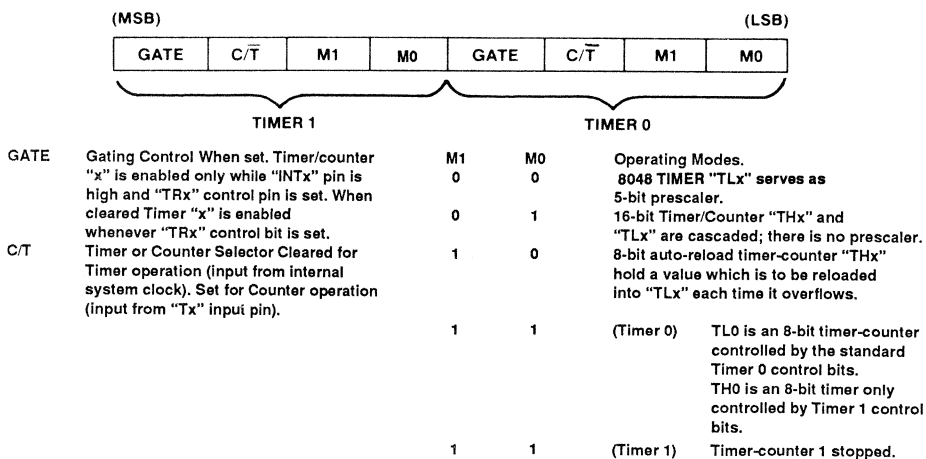 (MSB) (LSB)
GATE C/T̅ M1 M0 GATE C/T̅ M1 M0
TIMER 1 TIMER 0
GATE Gating Control When set. Timer/counter
"x" is enabled only while "INTx" pin is
high and "TRx" control pin is set. When
cleared Timer "x" is enabled
whenever "TRx" control bit is set.
C/T Timer or Counter Selector Cleared for
Timer operation (input from internal
system clock). Set for Counter operation
(input from "Tx" input pin).
M1 M0 Operating Modes.
0 0 8048 TIMER "TLx" serves as
5-bit prescaler.
0 1 16-bit Timer/Counter "THx" and
"TLx" are cascaded; there is no prescaler.
1 0 8-bit auto-reload timer-counter "THx"
hold a value which is to be reloaded
into "TLx" each time it overflows.
1 1 (Timer 0) TL0 is an 8-bit timer-counter
controlled by the standard
Timer 0 control bits.
TH0 is an 8-bit timer only
controlled by Timer 1 control
bits.
1 1 (Timer 1) Timer-counter 1 stopped.